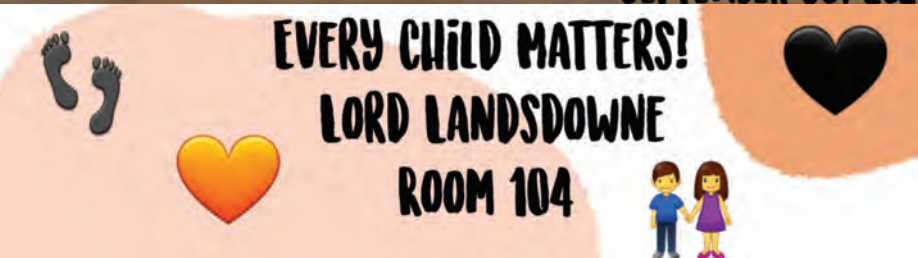 EVERY CHILD MATTERS!
LORD LANDSDOWNE
ROOM 104